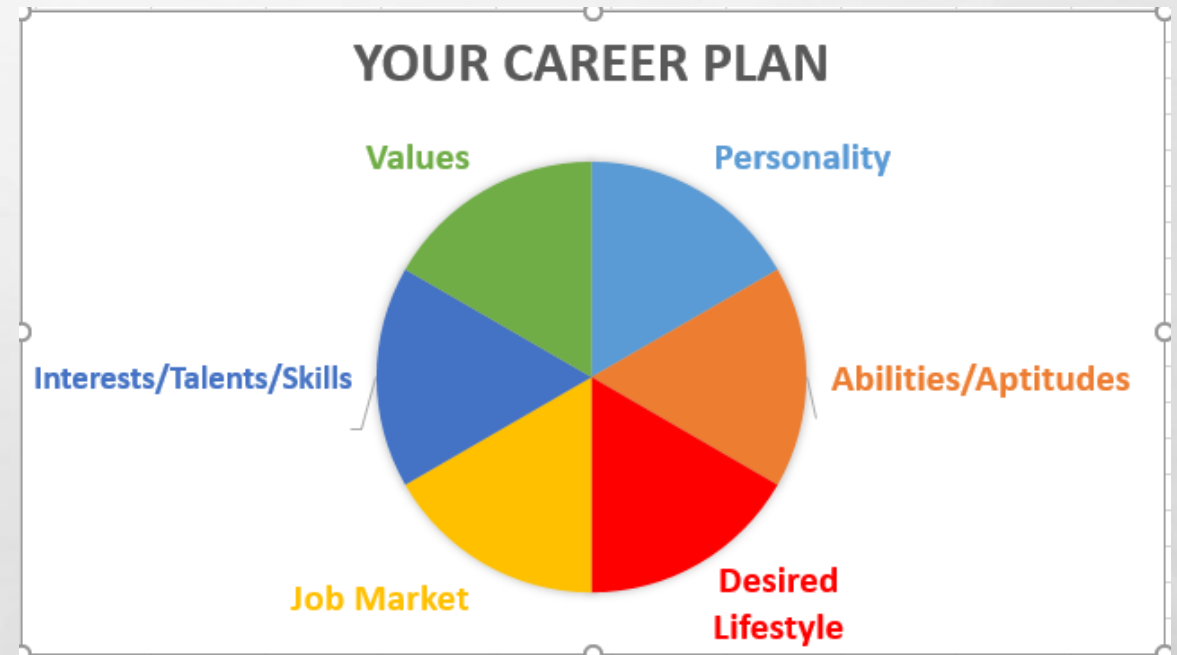 YOUR CAREER PLAN
Values
Personality
Interests/Talents/Skills
Abilities/Aptitudes
Job Market
Desired
Lifestyle